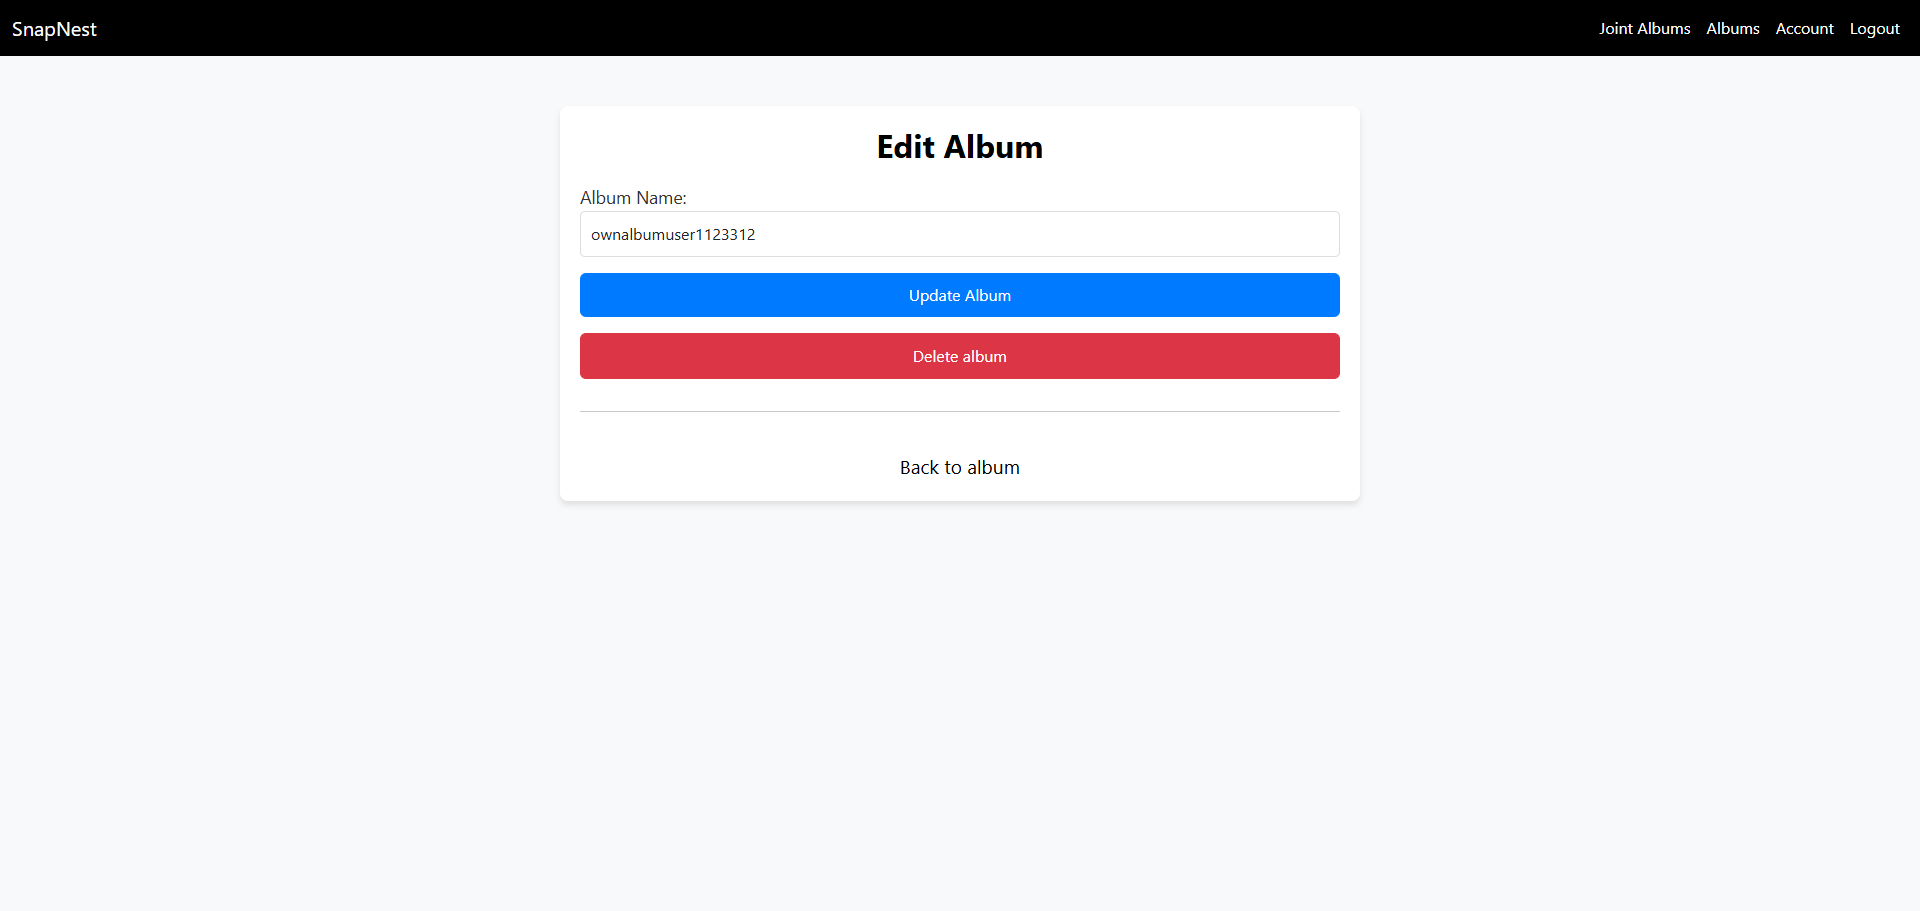 SnapNest
Joint Albums Albums Account Logout
Edit Album
Album Name:
ownalbumuser1123312
Update Album
Delete album
Back to album